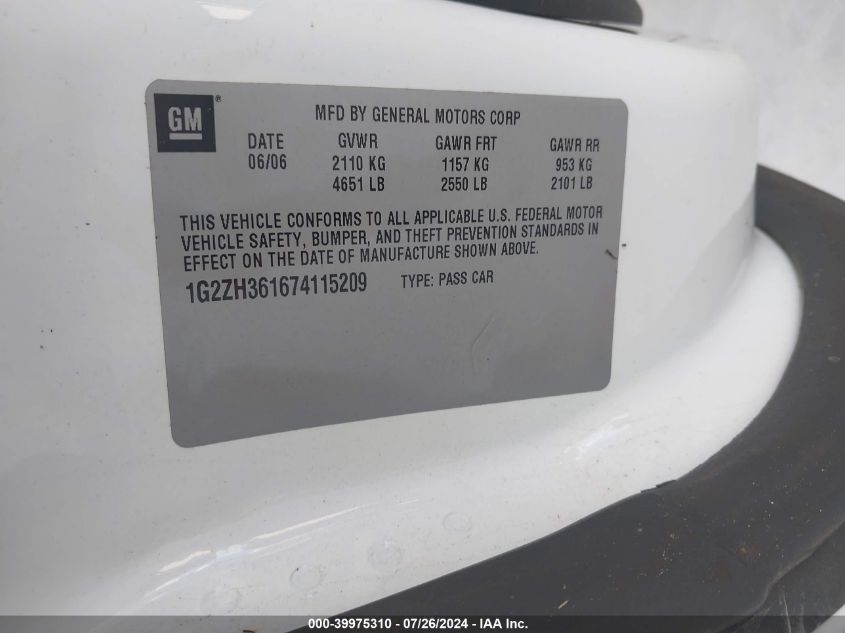 GM®
MFD BY GENERAL MOTORS CORP
DATE GVWR GAWR FRT GAWR RR
06/06 2110 KG 1157 KG 953 KG
4651 LB 2550 LB 2101 LB
THIS VEHICLE CONFORMS TO ALL APPLICABLE U.S. FEDERAL MOTOR
VEHICLE SAFETY, BUMPER, AND THEFT PREVENTION STANDARDS IN
EFFECT ON THE DATE OF MANUFACTURE SHOWN ABOVE.
1G2ZH361674115209 TYPE: PASS CAR
000-39975310 / 07/26/2024 - IAA Inc.